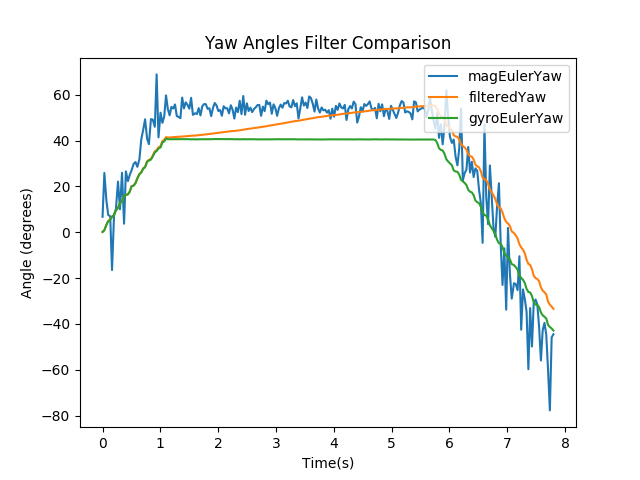 Yaw Angles Filter Comparison
magEulerYaw
filteredYaw
gyroEulerYaw
Angle (degrees)
60
40
20
0
−20
−40
−60
−80
0 1 2 3 4 5 6 7 8
Time(s)